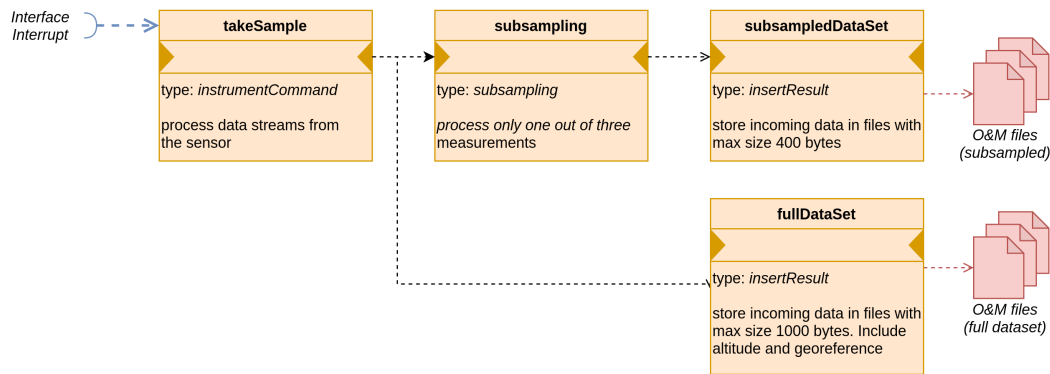 Interface
Interrupt
takeSample
type: instrumentCommand
process data streams from
the sensor
subsampling
type: subsampling
process only one out of three
measurements
subsampledDataSet
type: insertResult
store incoming data in files with
max size 400 bytes
O&M files
(subsampled)
fullDataSet
type: insertResult
store incoming data in files with
max size 1000 bytes. Include
altitude and georeference
O&M files
(full dataset)